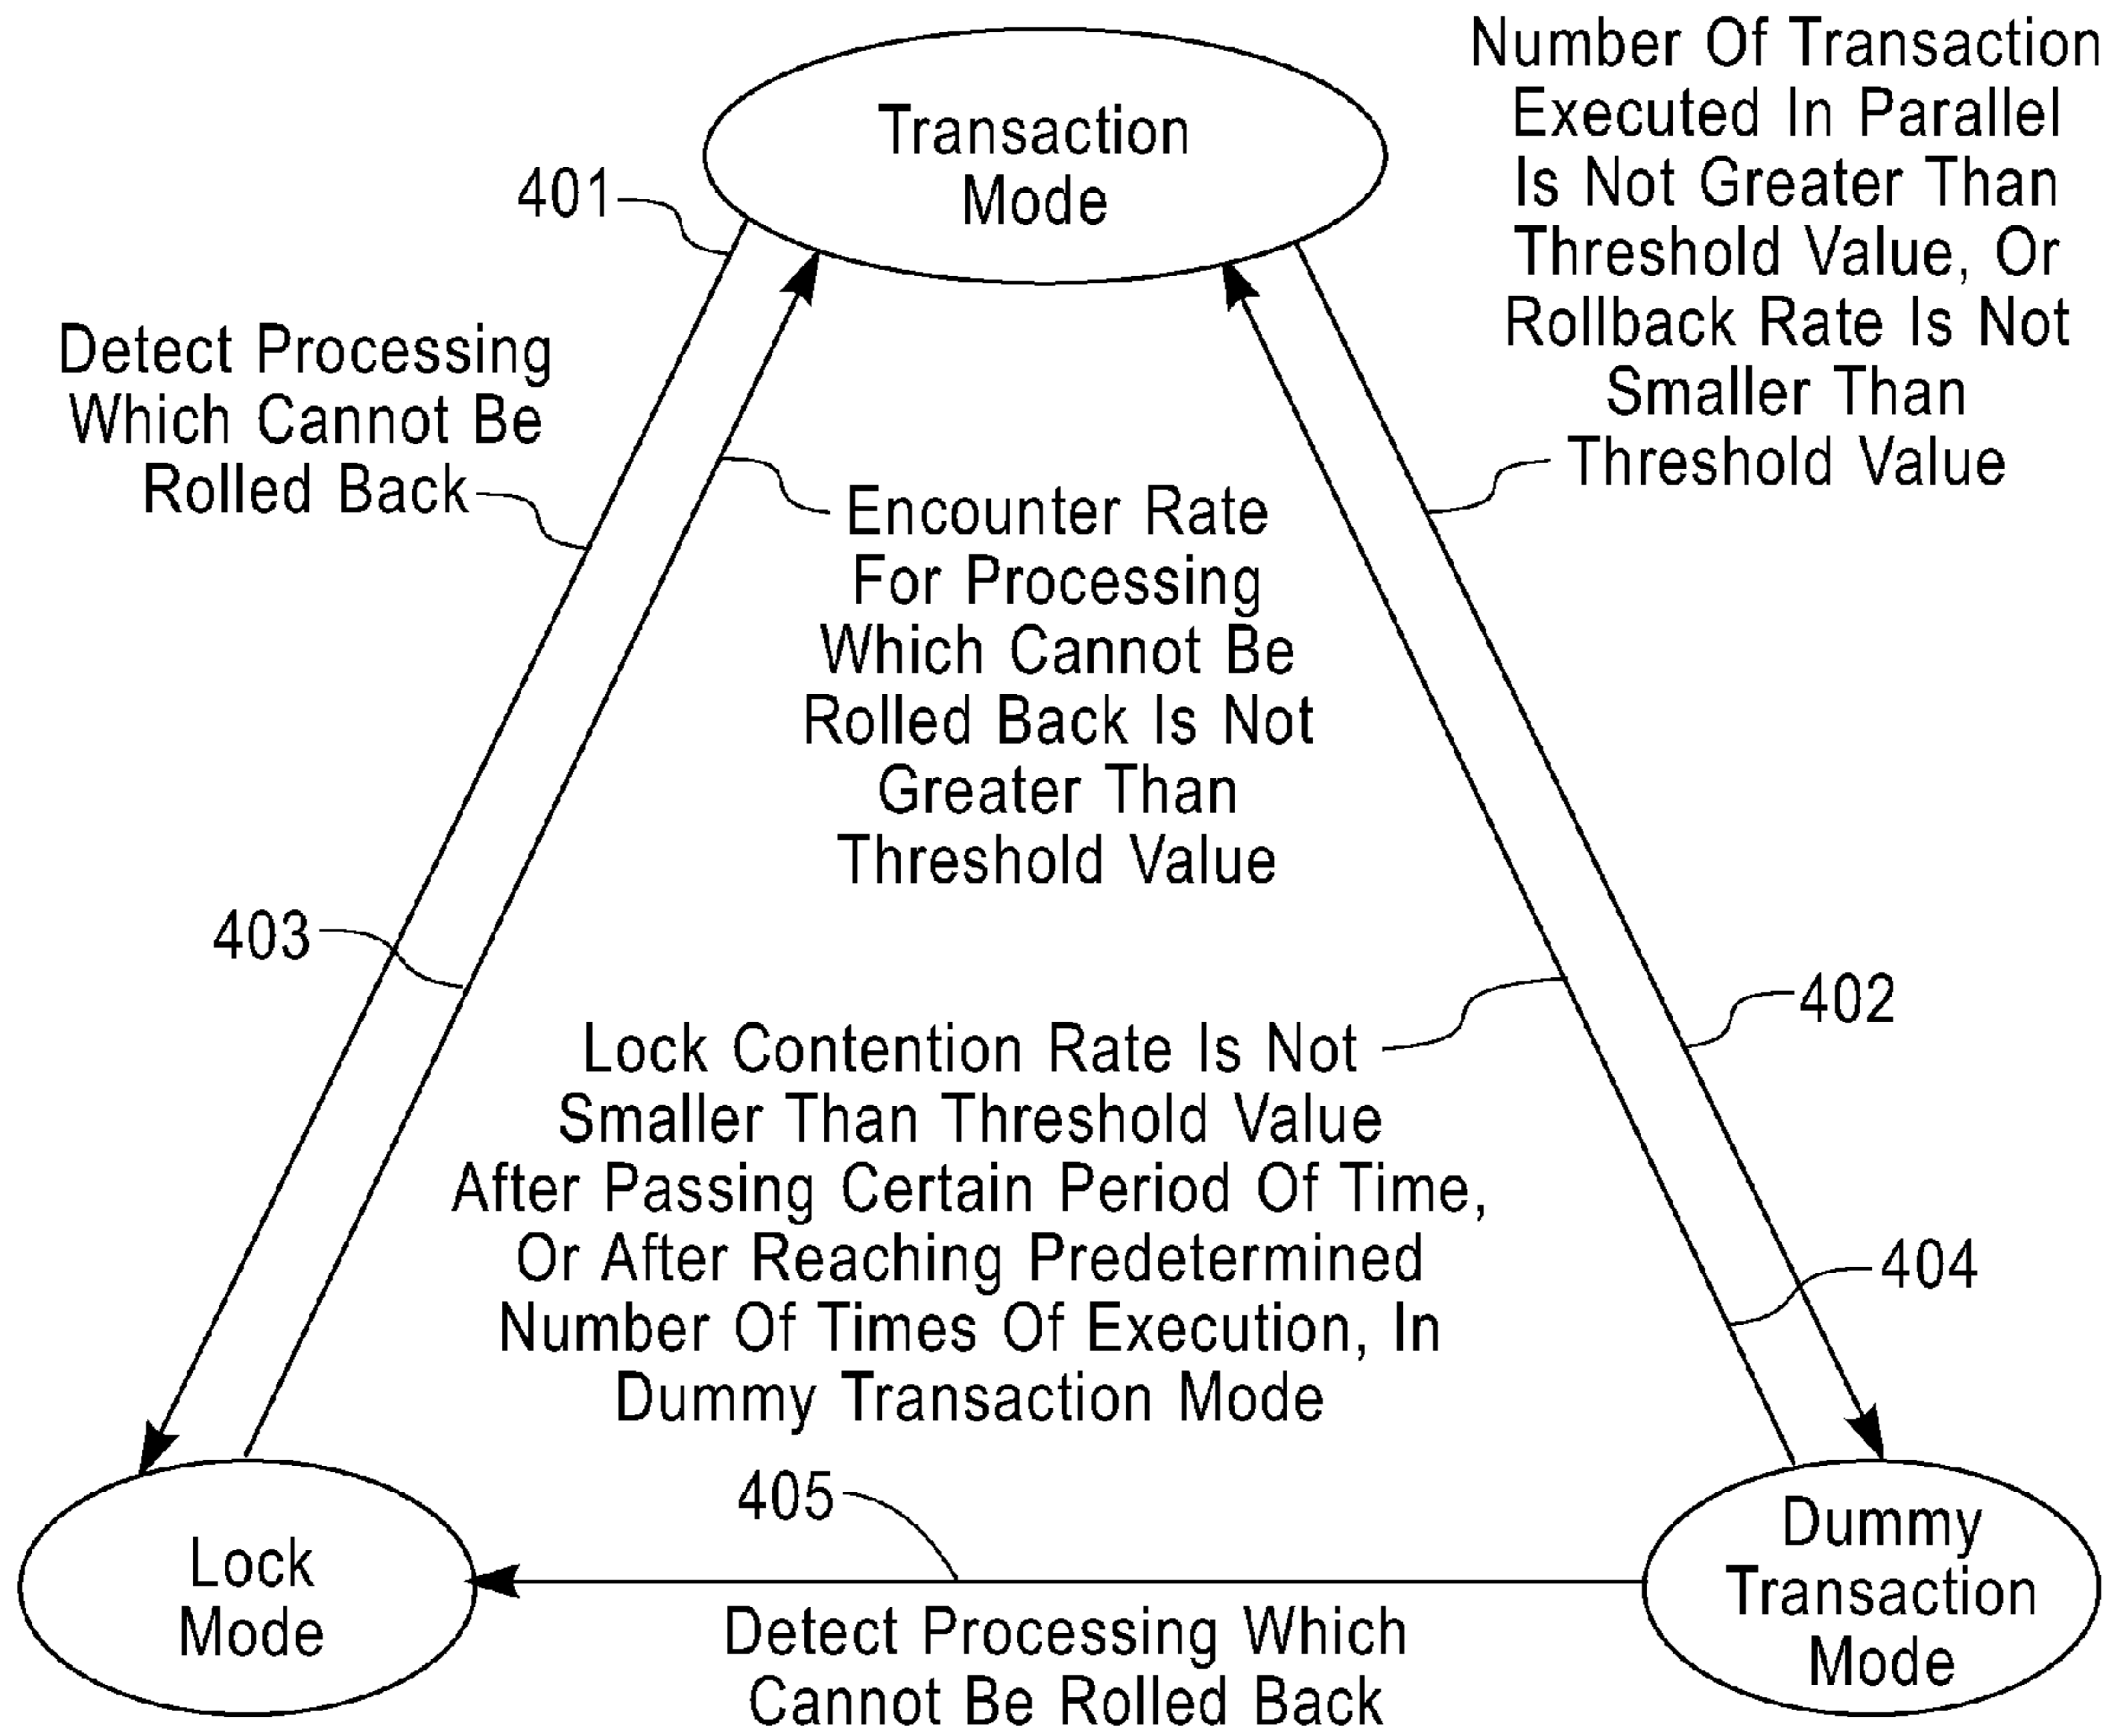 Transaction
Mode
Number Of Transaction
Executed In Parallel
Is Not Greater Than
Threshold Value, Or
Rollback Rate Is Not
Smaller Than
Threshold Value
401
Detect Processing
Which Cannot Be
Rolled Back
Encounter Rate
For Processing
Which Cannot Be
Rolled Back Is Not
Greater Than
Threshold Value
403
402
Lock Contention Rate Is Not
Smaller Than Threshold Value
After Passing Certain Period Of Time,
Or After Reaching Predetermined
Number Of Times Of Execution, In
Dummy Transaction Mode
404
405
Lock
Mode
Detect Processing Which
Cannot Be Rolled Back
Dummy
Transaction
Mode